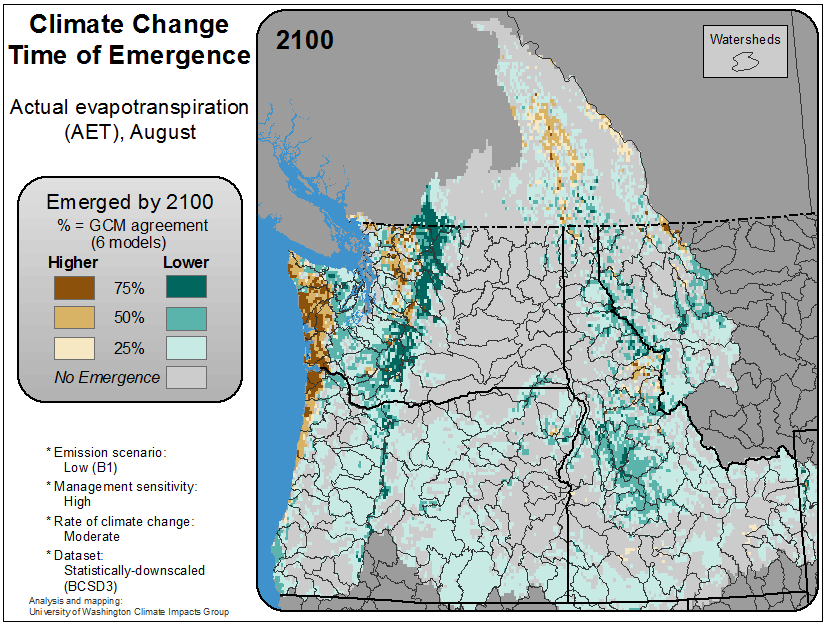 Climate Change
Time of Emergence
Actual evapotranspiration
(AET), August
Emerged by 2100
% = GCM agreement
(6 models)
Higher Lower
75%
50%
25%
No Emergence
* Emission scenario:
Low (B1)
* Management sensitivity:
High
* Rate of climate change:
Moderate
* Dataset:
Statistically-downscaled
(BCSD3)
Analysis and mapping:
University of Washington Climate Impacts Group
2100
Watersheds